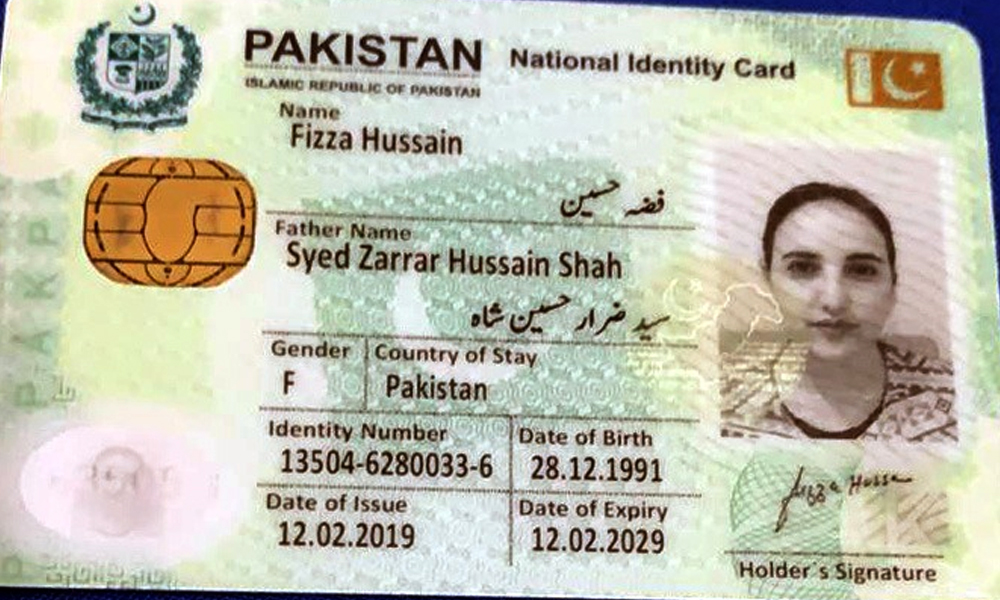 PAKISTAN National Identity Card
ISLAMIC REPUBLIC OF PAKISTAN
Name
Fizza Hussain
فضہ حسین
Father Name
Syed Zarrar Hussain Shah
سید ضرار حسین شاہ
Gender Country of Stay
F Pakistan
Identity Number Date of Birth
13504-6280033-6 28.12.1991
Date of Issue Date of Expiry
12.02.2019 12.02.2029
Holder's Signature